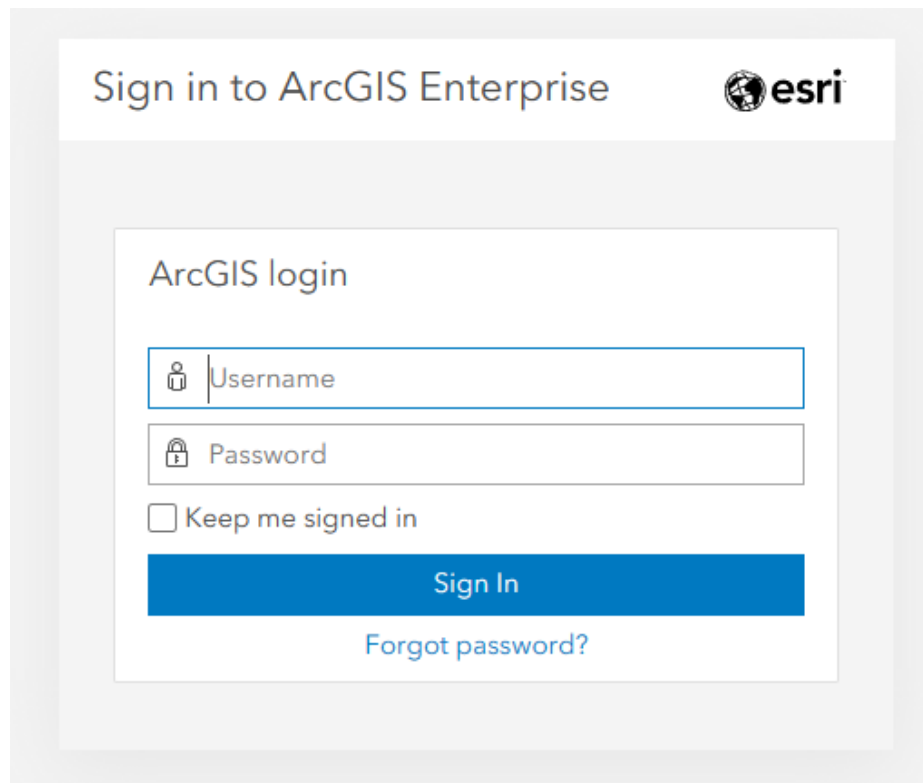 Sign in to ArcGIS Enterprise
esri
ArcGIS login
Username
Password
Keep me signed in
Sign In
Forgot password?